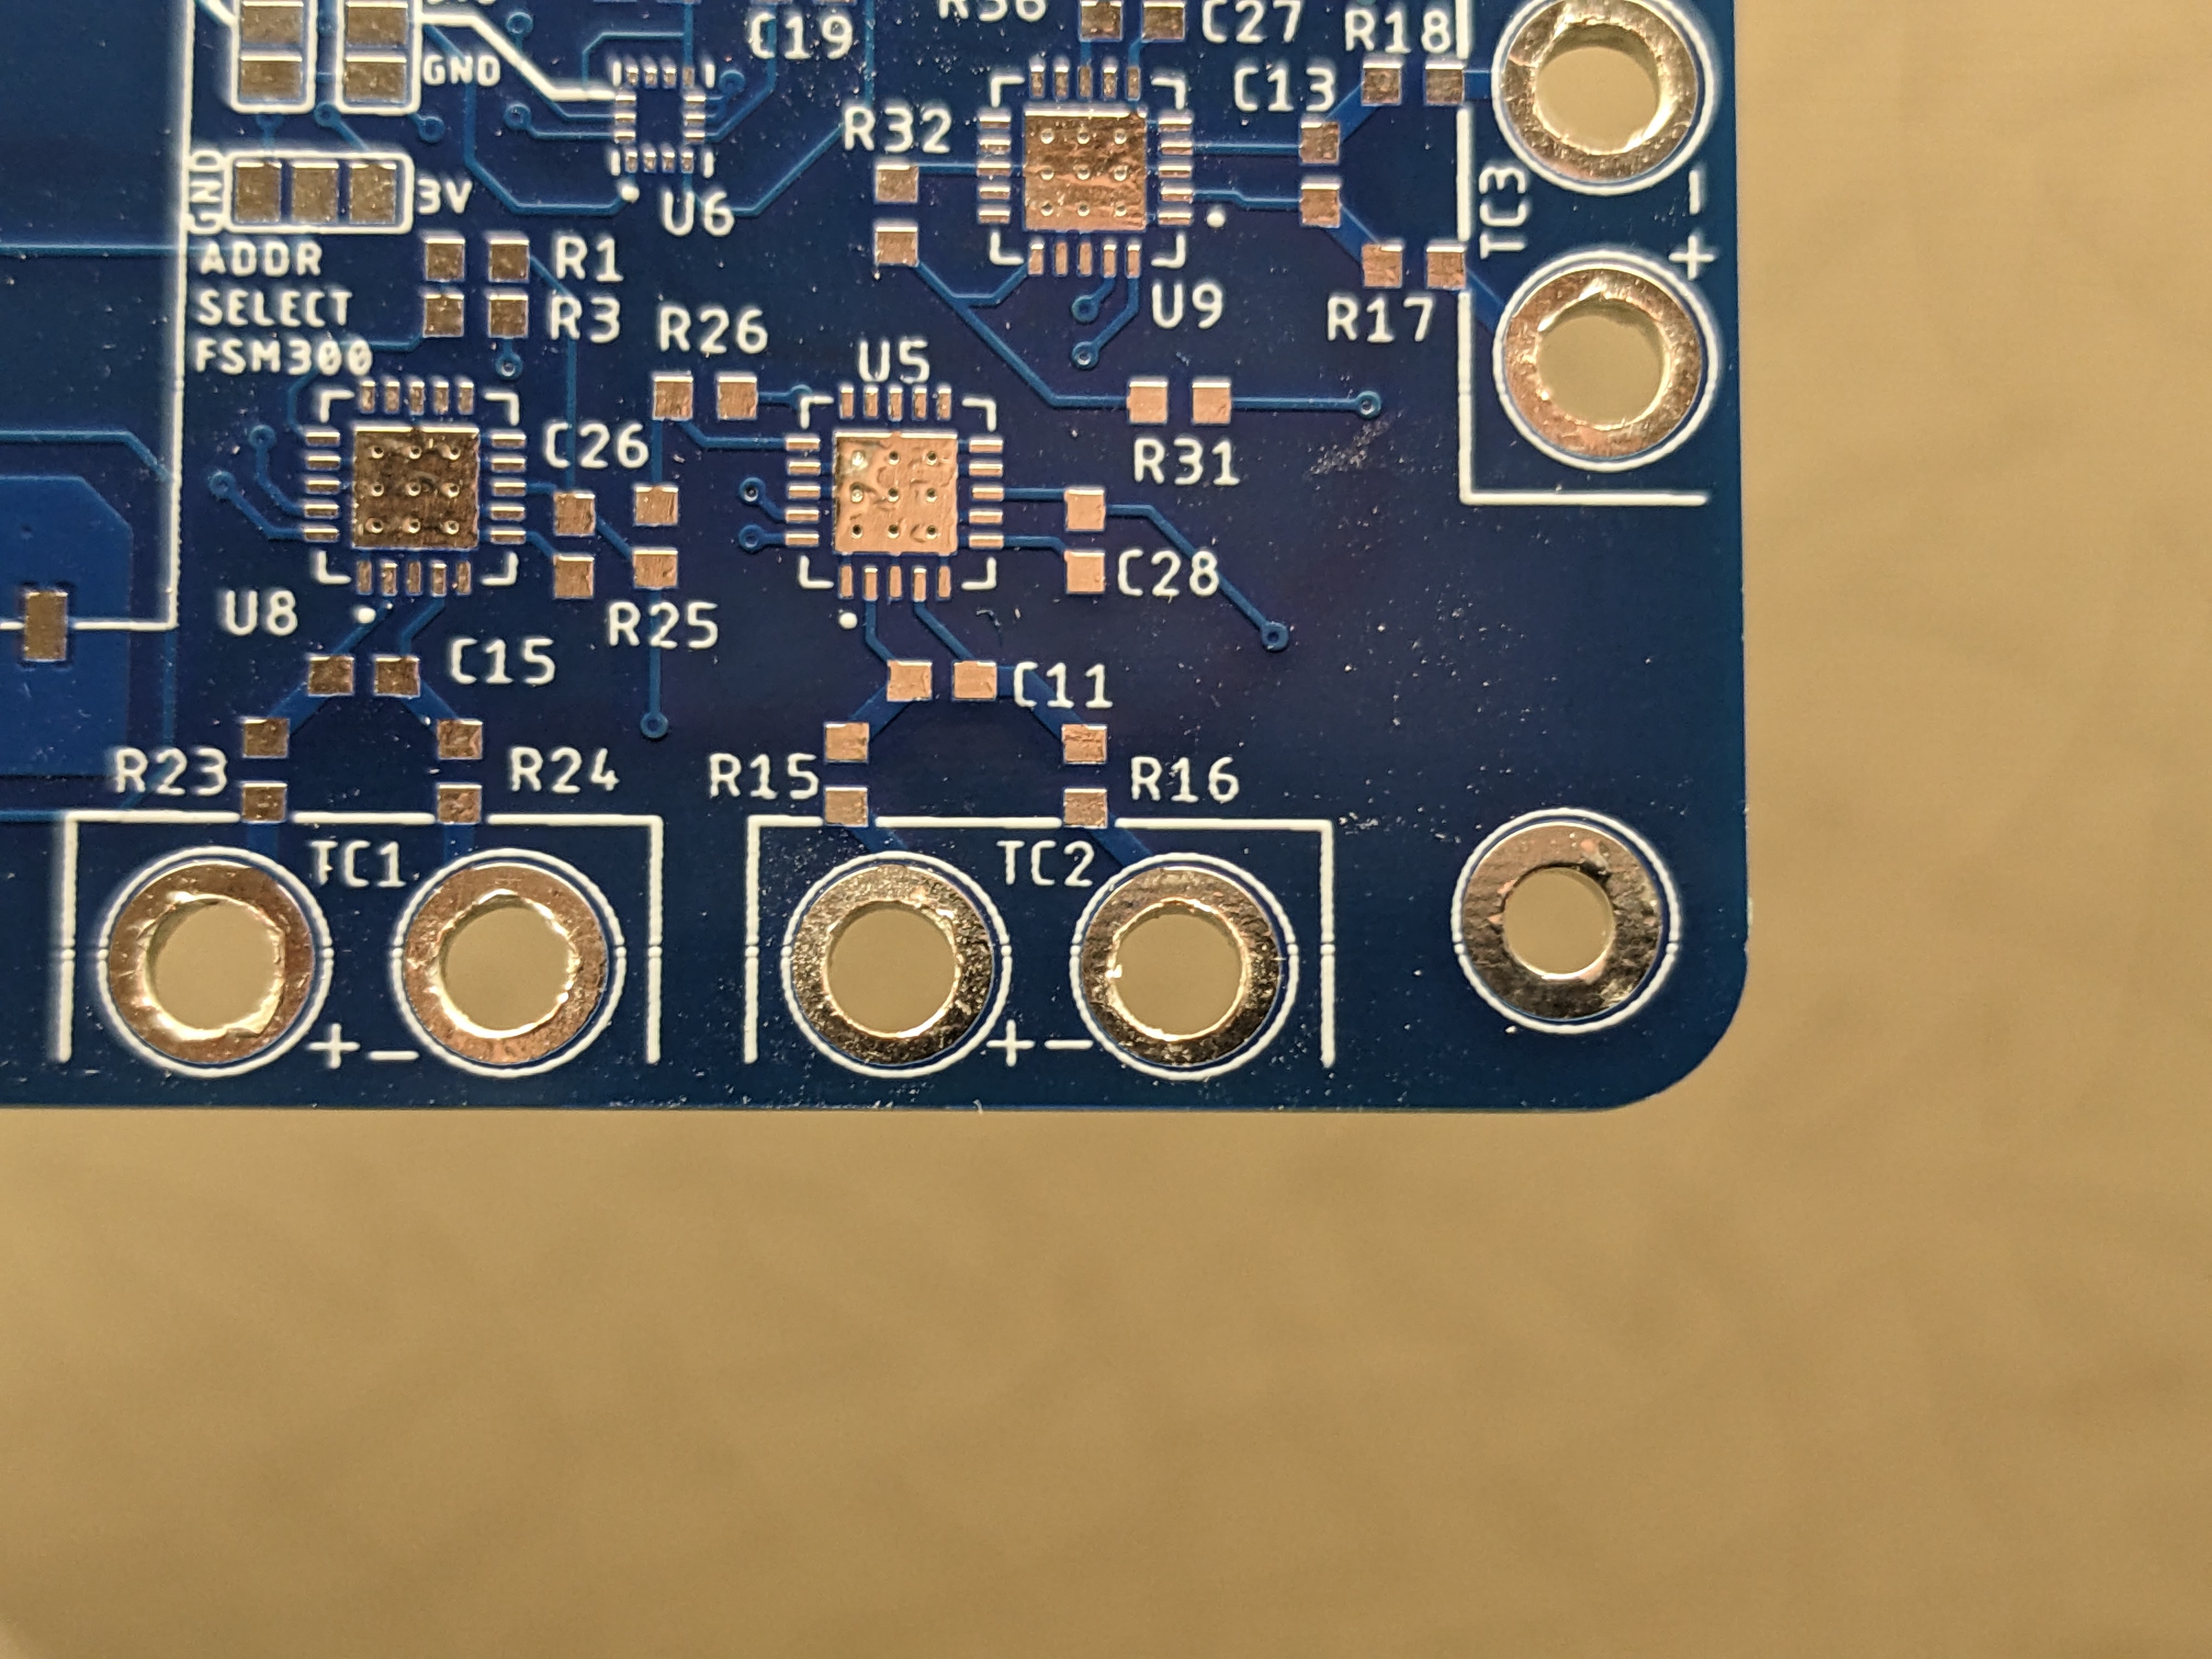 C19
R36
C27
R18
GND
C13
R32
GND
3V
U6
TC3
-
+
ADDR
SELECT
FSM300
R1
R3
U9
R17
R26
U5
C26
R31
U8
R25
C28
C15
C11
R23
R24
R15
R16
TC1
TC2
+ -
+ -